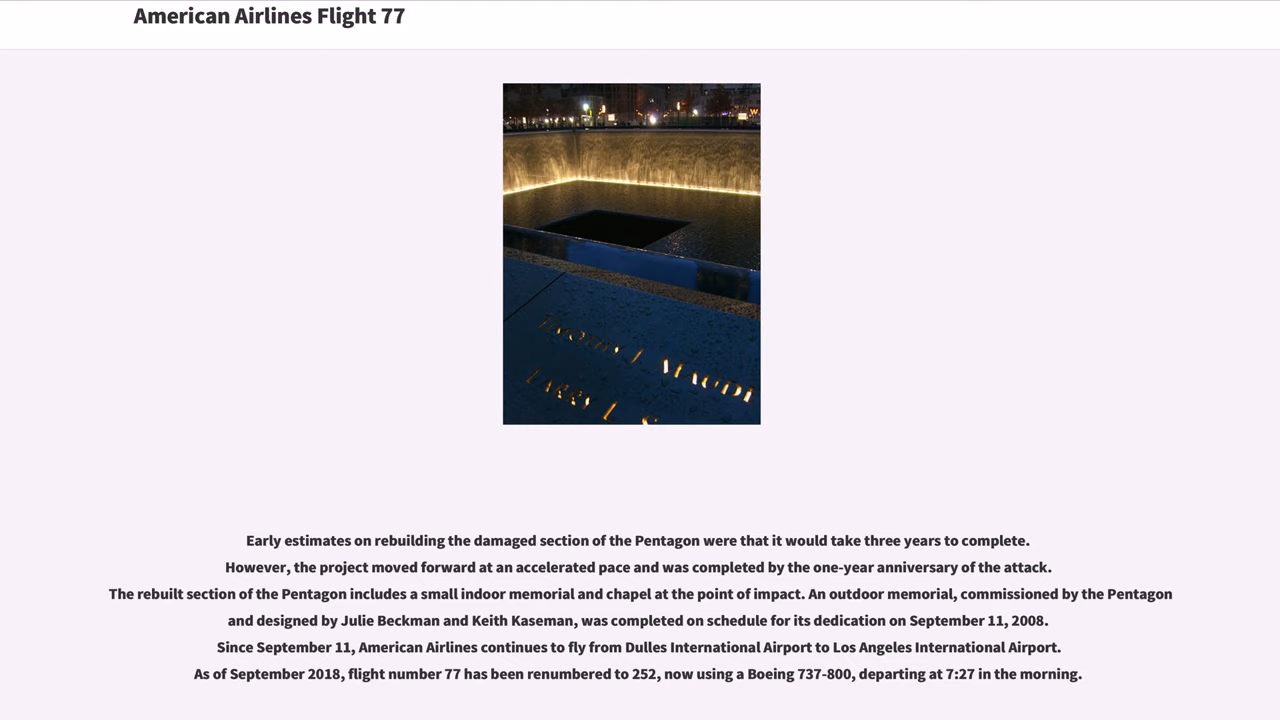 American Airlines Flight 77
TIMOTHY J.
LARRY I.
Early estimates on rebuilding the damaged section of the Pentagon were that it would take three years to complete.
However, the project moved forward at an accelerated pace and was completed by the one-year anniversary of the attack.
The rebuilt section of the Pentagon includes a small indoor memorial and chapel at the point of impact. An outdoor memorial, commissioned by the Pentagon
and designed by Julie Beckman and Keith Kaseman, was completed on schedule for its dedication on September 11, 2008.
Since September 11, American Airlines continues to fly from Dulles International Airport to Los Angeles International Airport.
As of September 2018, flight number 77 has been renumbered to 252, now using a Boeing 737-800, departing at 7:27 in the morning.